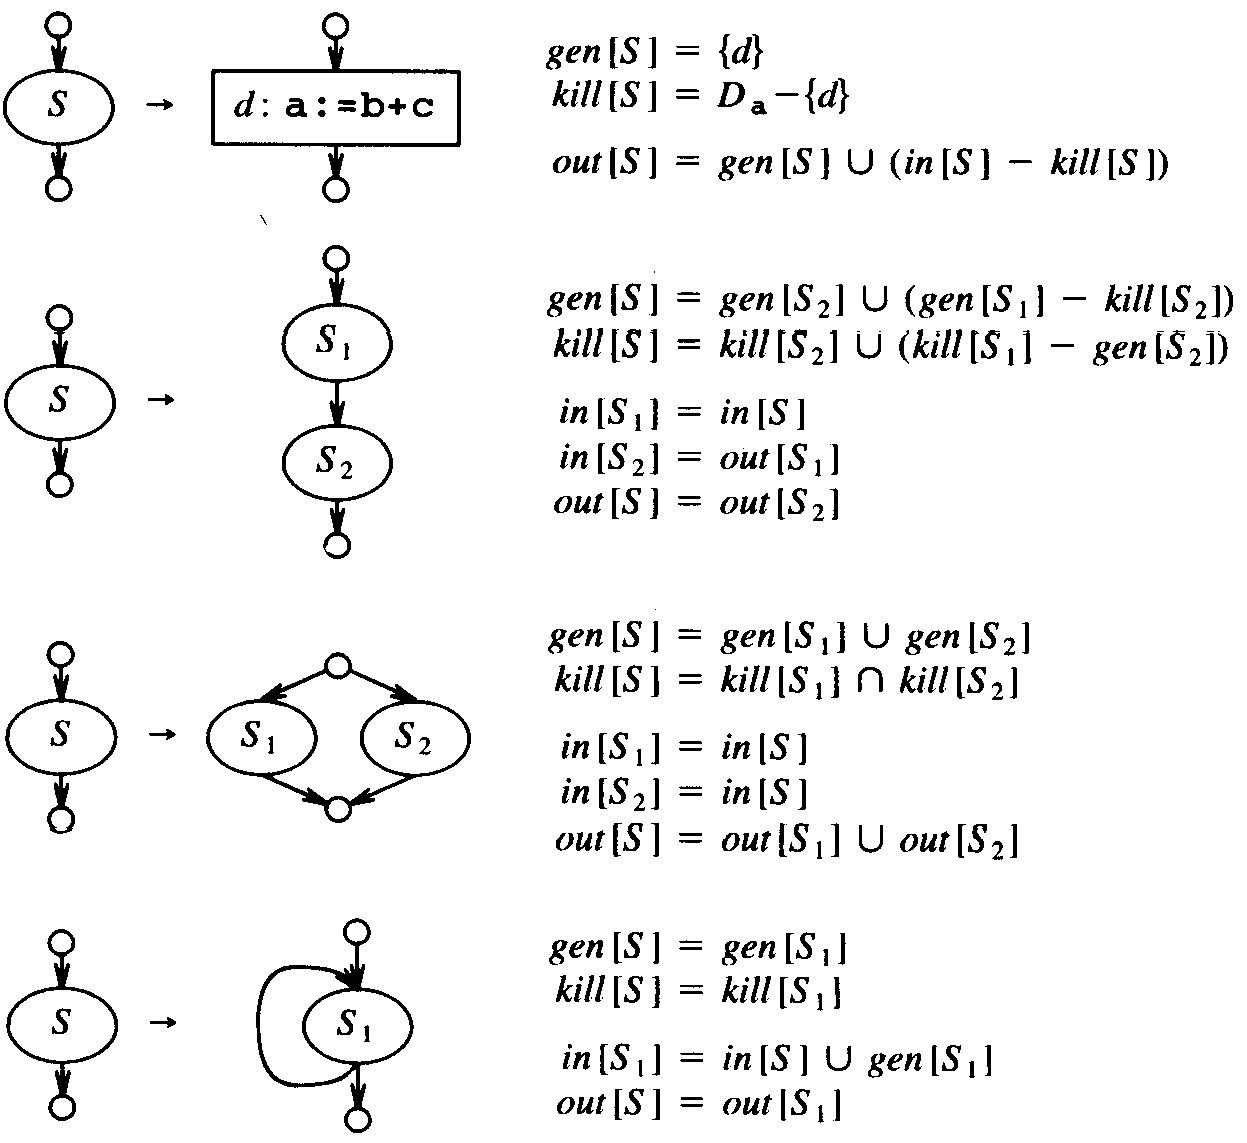 S → d: a:=b+c
gen[S] = {d}
kill[S] = Dₐ−{d}
out[S] = gen[S] ∪ (in[S] − kill[S])
S → S₁ S₂
gen[S] = gen[S₂] ∪ (gen[S₁] − kill[S₂])
kill[S] = kill[S₂] ∪ (kill[S₁] − gen[S₂])
in[S₁] = in[S]
in[S₂] = out[S₁]
out[S] = out[S₂]
S → S₁ S₂
gen[S] = gen[S₁] ∪ gen[S₂]
kill[S] = kill[S₁] ∩ kill[S₂]
in[S₁] = in[S]
in[S₂] = in[S]
out[S] = out[S₁] ∪ out[S₂]
S → S₁
gen[S] = gen[S₁]
kill[S] = kill[S₁]
in[S₁] = in[S] ∪ gen[S₁]
out[S] = out[S₁]